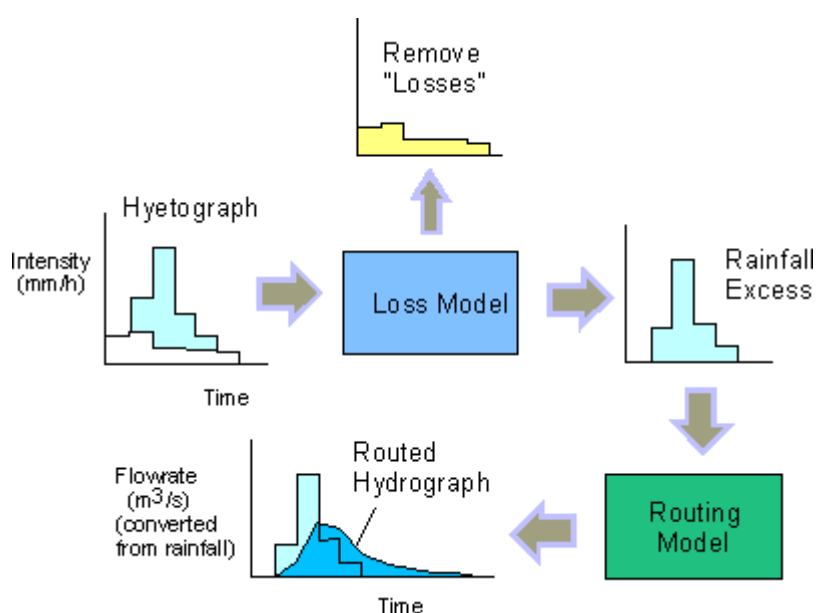 Remove
"Losses"
Hyetograph
Intensity
(mm/h)
Loss Model
Rainfall
Excess
Time
Routed
Hydrograph
Flowrate
(m³/s)
(converted
from rainfall)
Routing
Model
Time